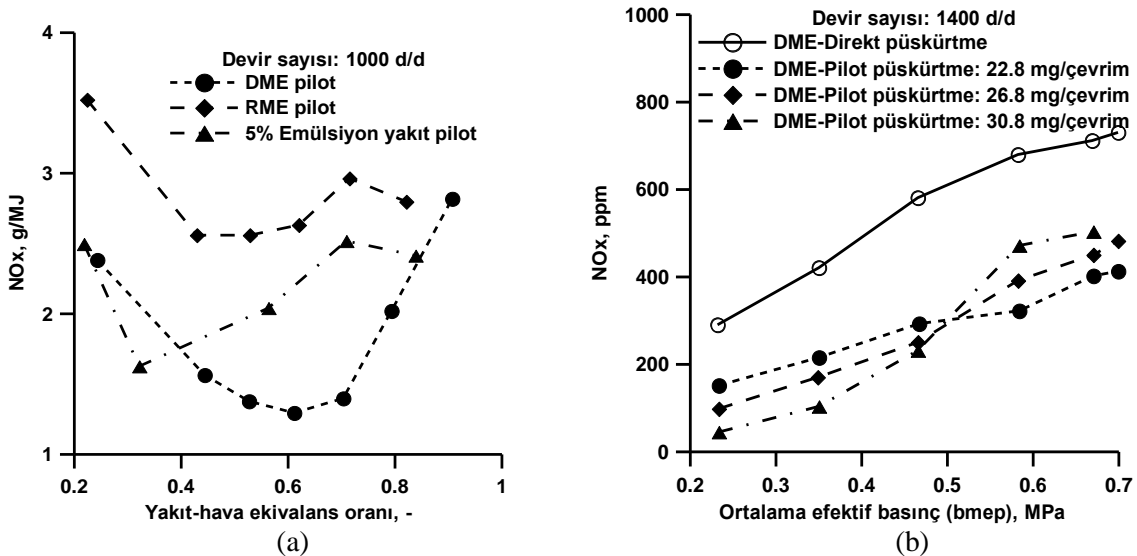 Devir sayısı: 1000 d/d
DME pilot
RME pilot
5% Emülsiyon yakıt pilot
NOx, g/MJ
4
3
2
1
0.2
0.4
0.6
0.8
1
Yakıt-hava ekivalans oranı, -
(a)
Devir sayısı: 1400 d/d
DME-Direkt püskürtme
DME-Pilot püskürtme: 22.8 mg/çevrim
DME-Pilot püskürtme: 26.8 mg/çevrim
DME-Pilot püskürtme: 30.8 mg/çevrim
NOx, ppm
1000
800
600
400
200
0
0.2
0.3
0.4
0.5
0.6
0.7
Ortalama efektif basınç (bmep), MPa
(b)